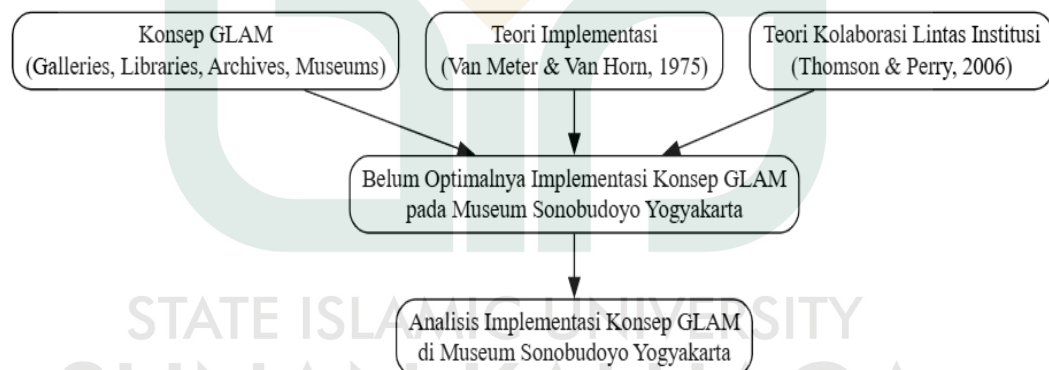 Konsep GLAM
(Galleries, Libraries, Archives, Museums)
Teori Implementasi
(Van Meter & Van Horn, 1975)
Teori Kolaborasi Lintas Institusi
(Thomson & Perry, 2006)
Belum Optimalnya Implementasi Konsep GLAM
pada Museum Sonobudoyo Yogyakarta
STATE ISLAMIC UNIVERSITY
Analisis Implementasi Konsep GLAM
di Museum Sonobudoyo Yogyakarta